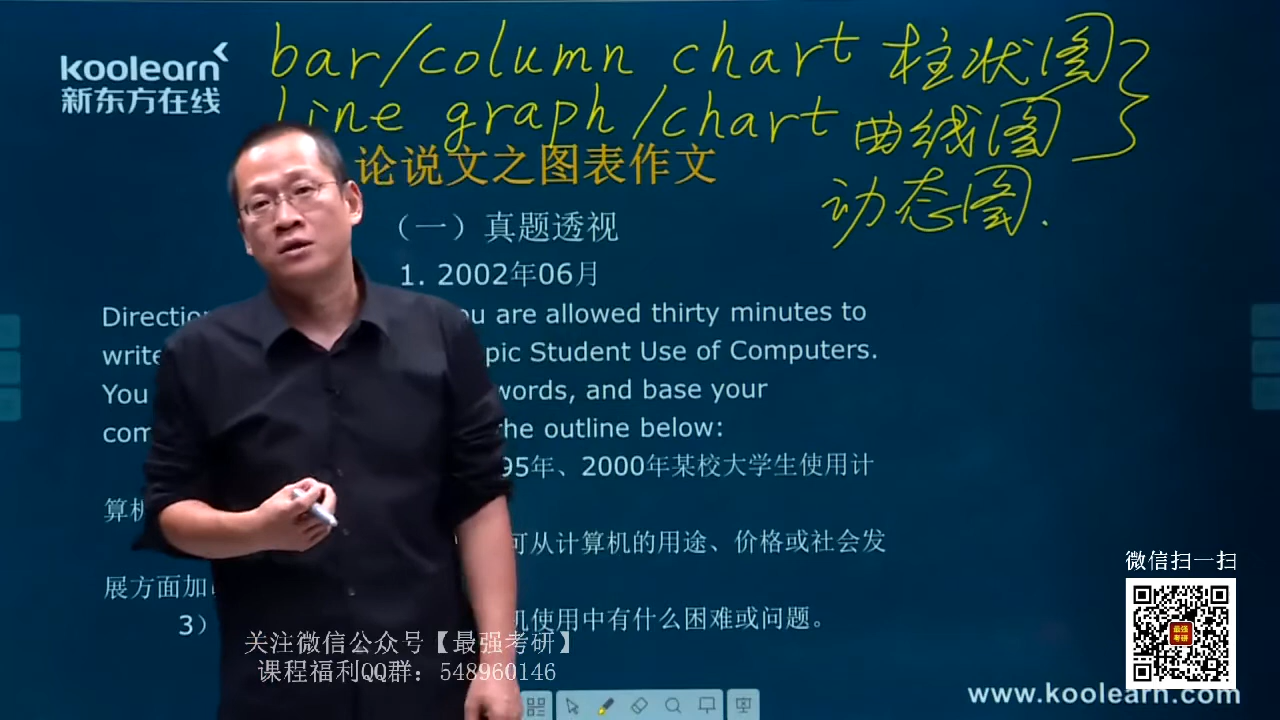 bar/column chart 柱状图
koolearn
新东方在线
line graph/chart 曲线图
论说文之图表作文
动态图.
（一）真题透视
1. 2002年06月
ou are allowed thirty minutes to
write pic Student Use of Computers.
You words, and base your
he outline below:
95年、2000年某校大学生使用计
可从计算机的用途、价格或社会发
展方面加
3） 机使用中有什么困难或问题。
关注微信公众号【最强考研】
课程福利QQ群：548960146
微信扫一扫
最强
考研
www.koolearn.com